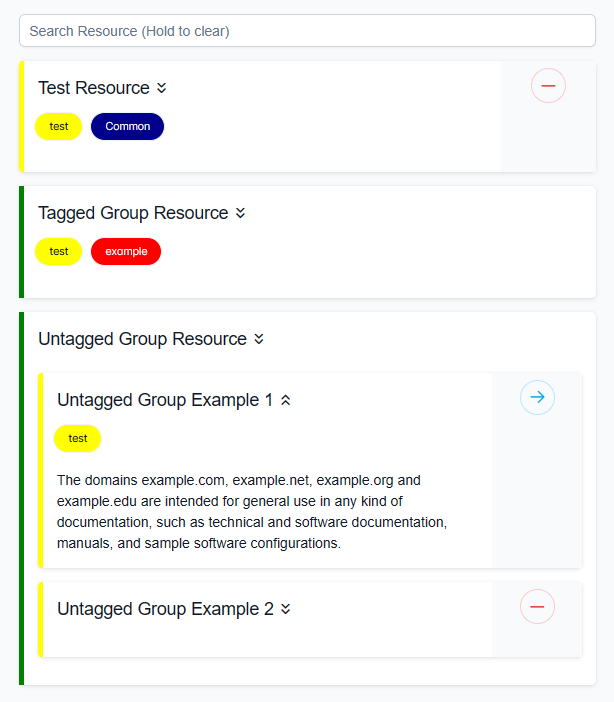 Search Resource (Hold to clear)
Test Resource
test Common
Tagged Group Resource
test example
Untagged Group Resource
Untagged Group Example 1
test
The domains example.com, example.net, example.org and
example.edu are intended for general use in any kind of
documentation, such as technical and software documentation,
manuals, and sample software configurations.
Untagged Group Example 2